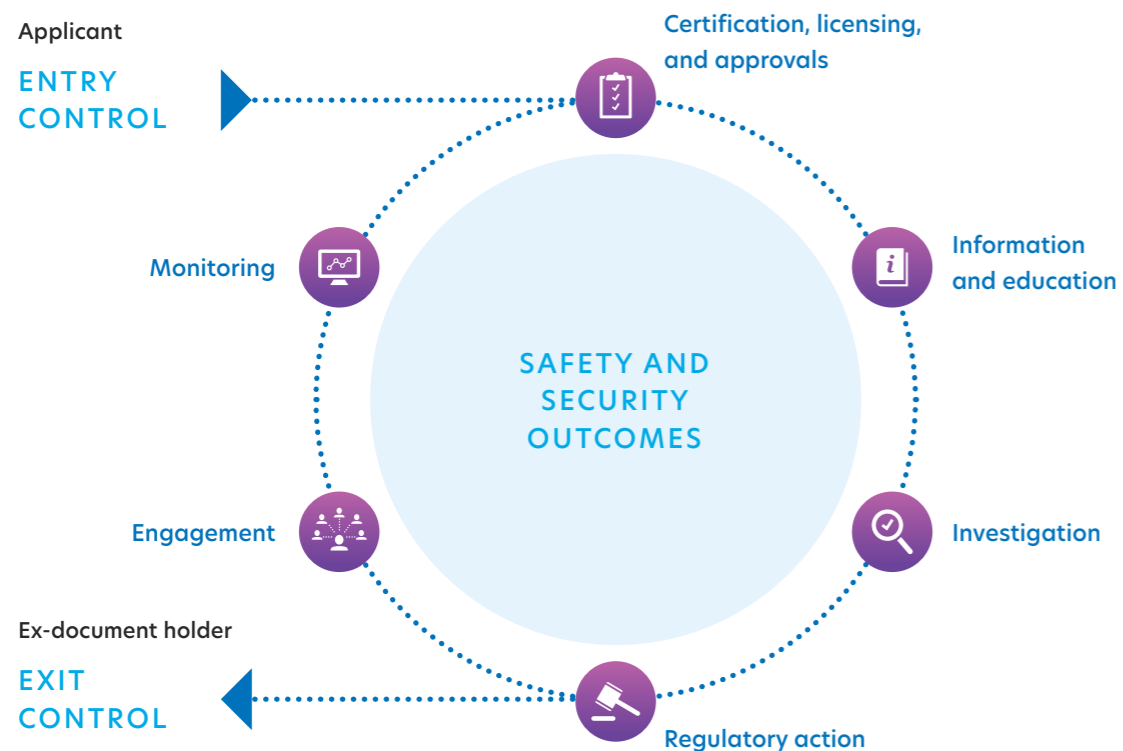 Applicant
ENTRY
CONTROL
Certification, licensing,
and approvals
Monitoring
Information
and education
SAFETY AND
SECURITY
OUTCOMES
Engagement
Investigation
Ex-document holder
EXIT
CONTROL
Regulatory action